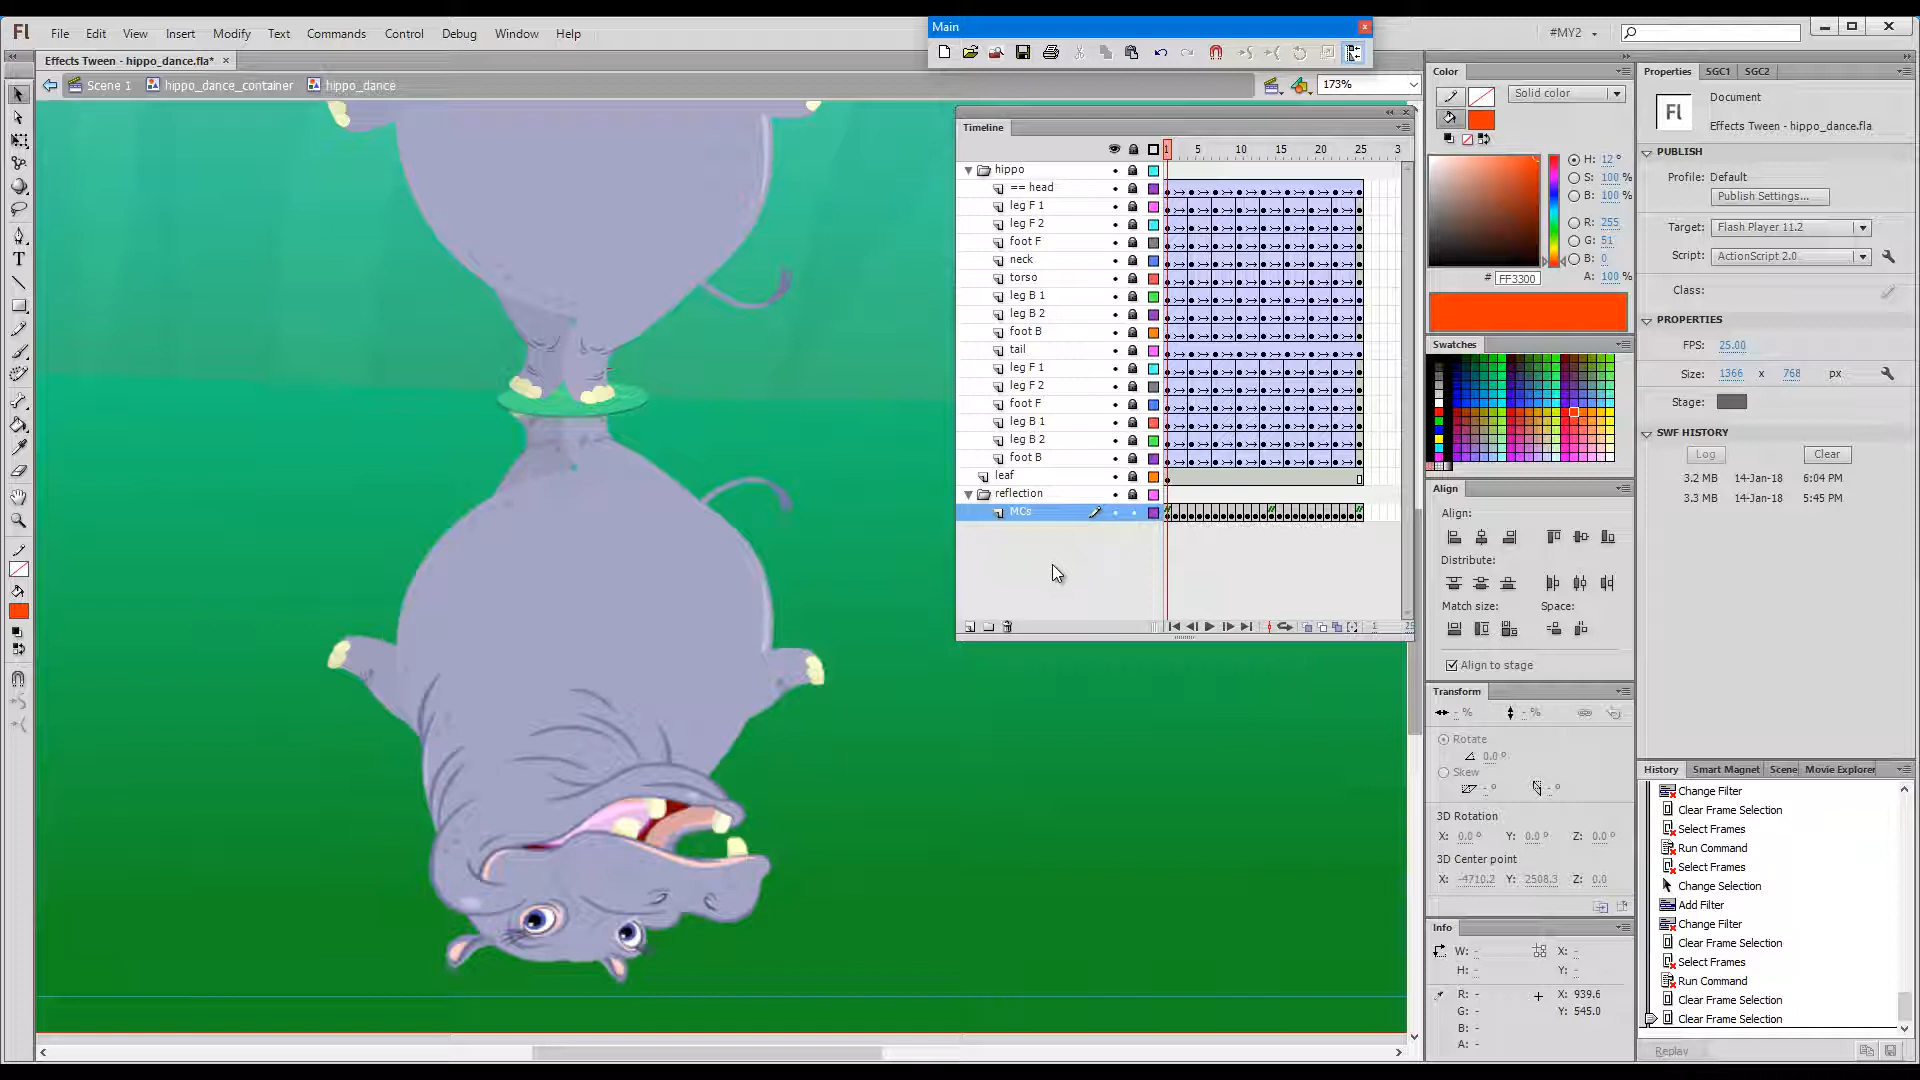 Main
Fl
File Edit View Insert Modify Text Commands Control Debug Window Help
#MY2
Effects Tween - hippo_dance.fla*
Scene 1 hippo_dance_container hippo_dance
173%
Timeline
1 5 10 15 20 25 3
hippo
== head
leg F 1
leg F 2
foot F
neck
torso
leg B 1
leg B 2
foot B
tail
leg F 1
leg F 2
foot F
leg B 1
leg B 2
foot B
leaf
reflection
MCs
1 25
Color
Solid color
H: 12 °
S: 100 %
B: 100 %
R: 255
G: 51
B: 0
# FF3300 A: 100 %
Swatches
Align
Align:
Distribute:
Match size: Space:
Align to stage
Transform
- % - %
Rotate
0.0 °
Skew
- ° - °
3D Rotation
X: 0.0 ° Y: 0.0 ° Z: 0.0 °
3D Center point
X: -4710.2 Y: 2508.3 Z: 0.0
Info
W: - X: -
H: - Y: -
R: - X: 939.6
G: - Y: 545.0
B: -
A: -
Properties SGC1 SGC2
Fl
Document
Effects Tween - hippo_dance.fla
PUBLISH
Profile: Default
Publish Settings...
Target: Flash Player 11.2
Script: ActionScript 2.0
Class:
PROPERTIES
FPS: 25.00
Size: 1366 x 768 px
Stage:
SWF HISTORY
Log Clear
3.2 MB 14-Jan-18 6:04 PM
3.3 MB 14-Jan-18 5:45 PM
History Smart Magnet Scene Movie Explorer
Change Filter
Clear Frame Selection
Select Frames
Run Command
Select Frames
Change Selection
Add Filter
Change Filter
Clear Frame Selection
Select Frames
Run Command
Clear Frame Selection
Clear Frame Selection
Replay